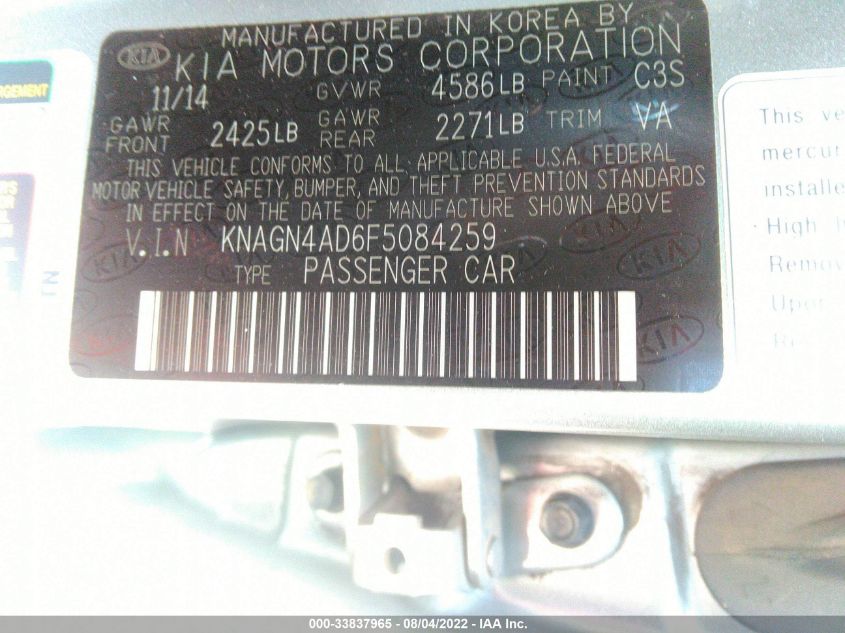 MANUFACTURED IN KOREA BY
KIA KIA MOTORS CORPORATION
11/14 GVWR 4586LB PAINT C3S
GAWR FRONT 2425LB GAWR REAR 2271LB TRIM VA
THIS VEHICLE CONFORMS TO ALL APPLICABLE U.S.A. FEDERAL
MOTOR VEHICLE SAFETY, BUMPER, AND THEFT PREVENTION STANDARDS
IN EFFECT ON THE DATE OF MANUFACTURE SHOWN ABOVE
V.I.N KNAGN4AD6F5084259
TYPE PASSENGER CAR
This ve
mercur
installe
· High
Remov
Upor
000-33837965 - 08/04/2022 - IAA Inc.